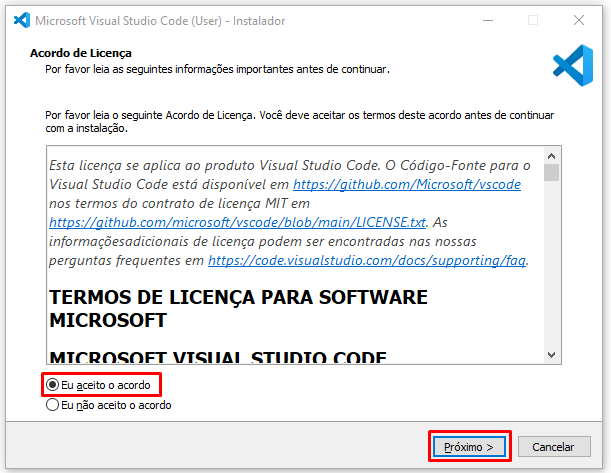 Microsoft Visual Studio Code (User) - Instalador
Acordo de Licença
Por favor leia as seguintes informações importantes antes de continuar.
Por favor leia o seguinte Acordo de Licença. Você deve aceitar os termos deste acordo antes de continuar
com a instalação.
Esta licença se aplica ao produto Visual Studio Code. O Código-Fonte para o
Visual Studio Code está disponível em https://github.com/Microsoft/vscode
nos termos do contrato de licença MIT em
https://github.com/microsoft/vscode/blob/main/LICENSE.txt. As
informaçõesadicionais de licença podem ser encontradas nas nossas
perguntas frequentes em https://code.visualstudio.com/docs/supporting/faq.
TERMOS DE LICENÇA PARA SOFTWARE
MICROSOFT
MICROSOFT VISUAL STUDIO CODE
Eu aceito o acordo
Eu não aceito o acordo
Próximo >
Cancelar